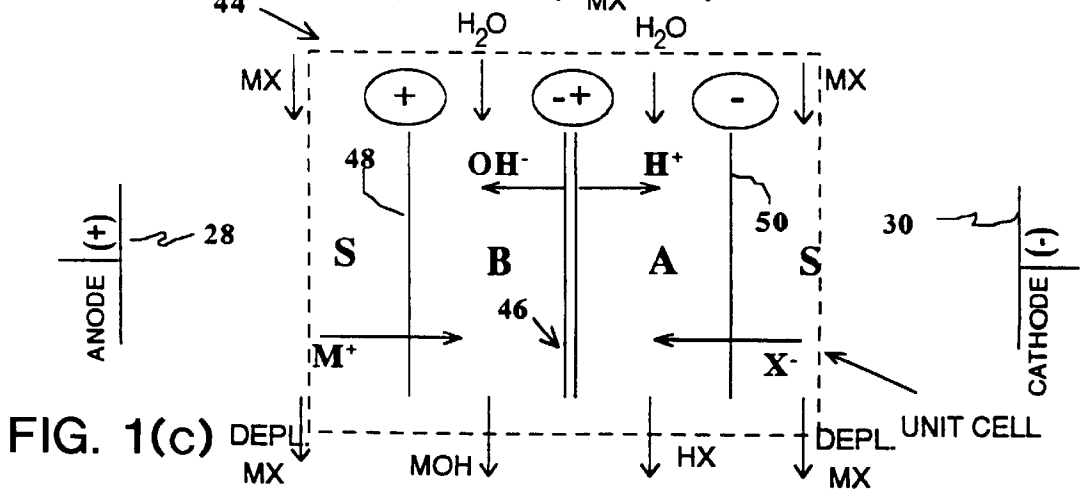 MX
44
H₂O
H₂O
MX
MX
+
-+
-
48
OH⁻
H⁺
50
ANODE (+)
28
S
B
A
S
30
CATHODE (-)
46
M⁺
X⁻
FIG. 1(c)
DEPL.
MX
MOH
HX
DEPL.
MX
UNIT CELL